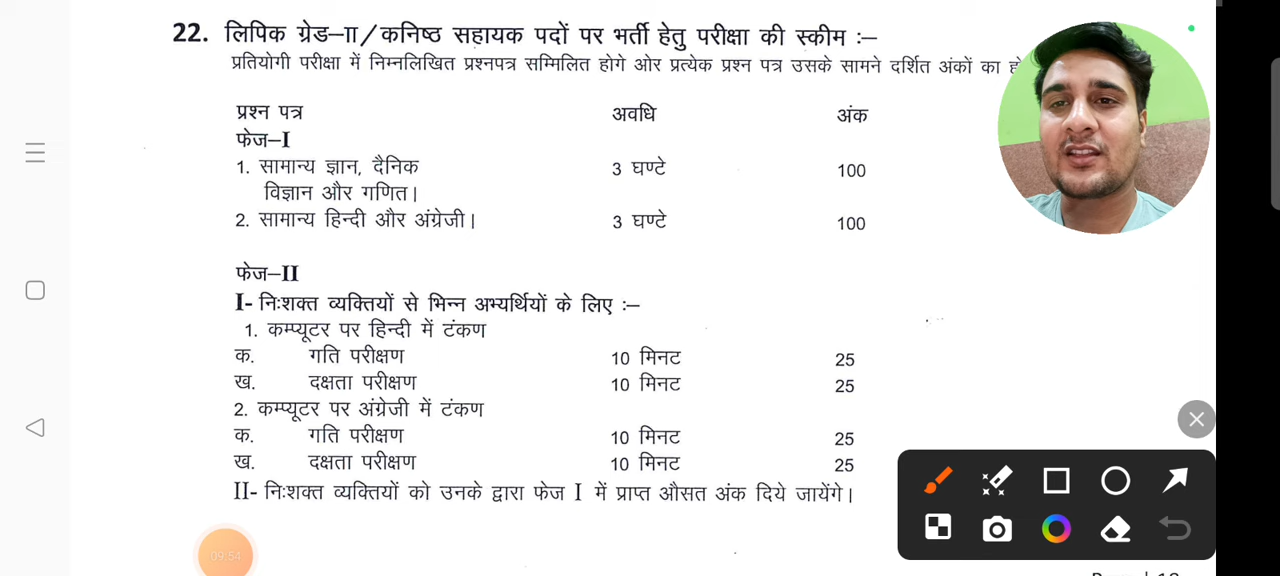 22. लिपिक ग्रेड–II/कनिष्ठ सहायक पदों पर भर्ती हेतु परीक्षा की स्कीम :–
प्रतियोगी परीक्षा में निम्नलिखित प्रश्नपत्र सम्मिलित होगे ओर प्रत्येक प्रश्न पत्र उसके सामने दर्शित अंकों का
प्रश्न पत्र अवधि अंक
फेज–I
1. सामान्य ज्ञान, दैनिक 3 घण्टे 100
विज्ञान और गणित।
2. सामान्य हिन्दी और अंग्रेजी। 3 घण्टे 100
फेज–II
I- निःशक्त व्यक्तियों से भिन्न अभ्यर्थियों के लिए :–
1. कम्प्यूटर पर हिन्दी में टंकण
क. गति परीक्षण 10 मिनट 25
ख. दक्षता परीक्षण 10 मिनट 25
2. कम्प्यूटर पर अंग्रेजी में टंकण
क. गति परीक्षण 10 मिनट 25
ख. दक्षता परीक्षण 10 मिनट 25
II- निःशक्त व्यक्तियों को उनके द्वारा फेज I में प्राप्त औसत अंक दिये जायेंगे।
09:54